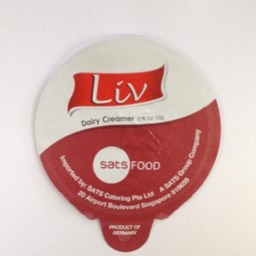 Liv
Dairy Creamer
sats FOOD
Imported by: SATS Catering Pte Ltd
A SATS Group Company
20 Airport Boulevard Singapore 819659
PRODUCT OF
GERMANY